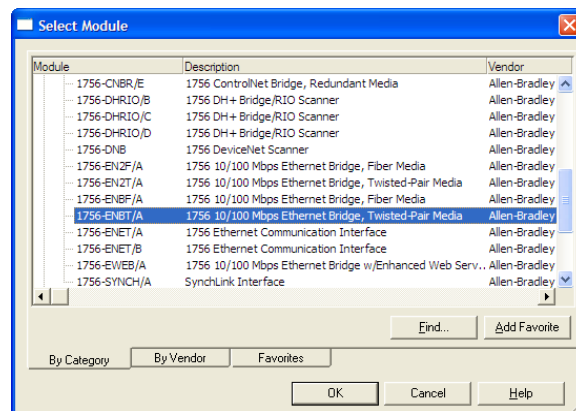 Select Module
Module Description Vendor
1756-CNBR/E 1756 ControlNet Bridge, Redundant Media Allen-Bradley
1756-DHRIO/B 1756 DH+ Bridge/RIO Scanner Allen-Bradley
1756-DHRIO/C 1756 DH+ Bridge/RIO Scanner Allen-Bradley
1756-DHRIO/D 1756 DH+ Bridge/RIO Scanner Allen-Bradley
1756-DNB 1756 DeviceNet Scanner Allen-Bradley
1756-EN2F/A 1756 10/100 Mbps Ethernet Bridge, Fiber Media Allen-Bradley
1756-EN2T/A 1756 10/100 Mbps Ethernet Bridge, Twisted-Pair Media Allen-Bradley
1756-ENBF/A 1756 10/100 Mbps Ethernet Bridge, Fiber Media Allen-Bradley
1756-ENBT/A 1756 10/100 Mbps Ethernet Bridge, Twisted-Pair Media Allen-Bradley
1756-ENET/A 1756 Ethernet Communication Interface Allen-Bradley
1756-ENET/B 1756 Ethernet Communication Interface Allen-Bradley
1756-EWEB/A 1756 10/100 Mbps Ethernet Bridge w/Enhanced Web Serv... Allen-Bradley
1756-SYNCH/A SynchLink Interface Allen-Bradley
Find... Add Favorite
By Category By Vendor Favorites
OK Cancel Help